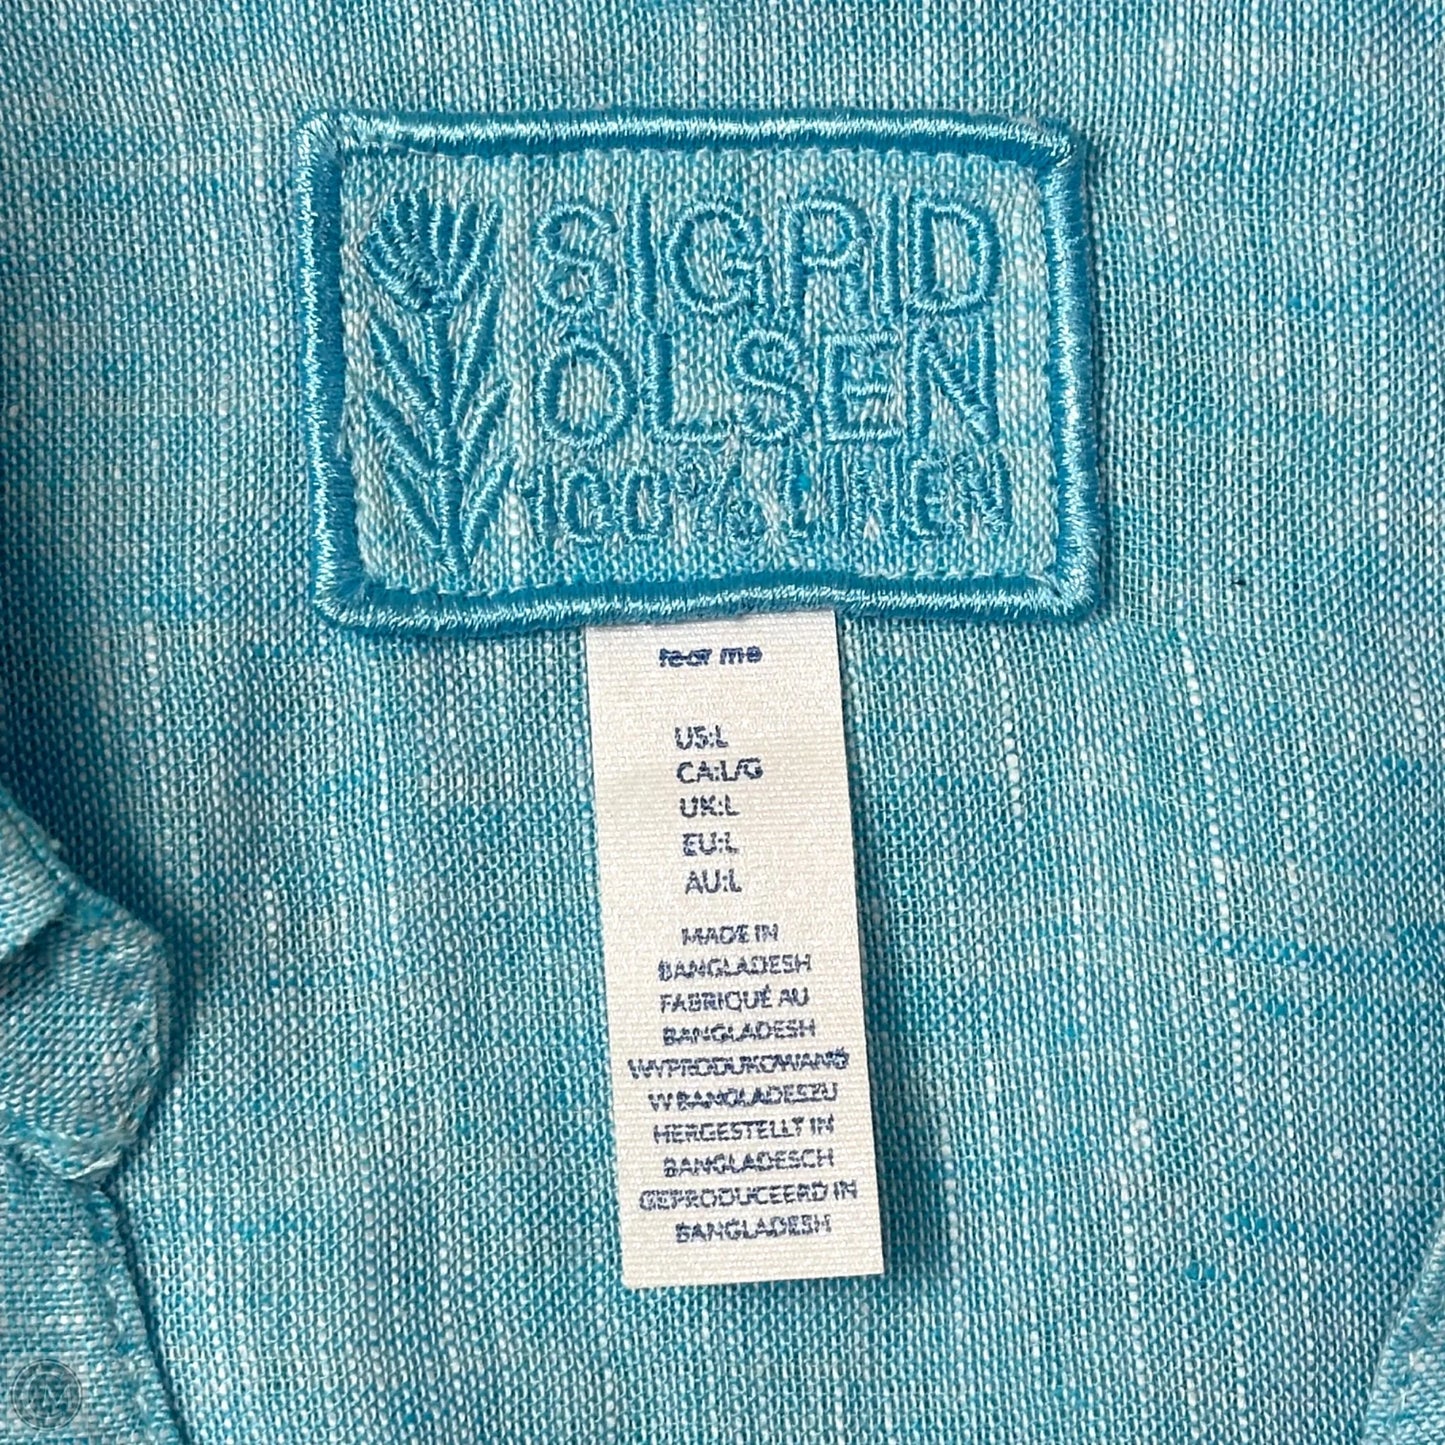 SIGRID
OLSEN
100% LINEN
tear me
US:L
CA:L/G
UK:L
EU:L
AU:L
MADE IN
BANGLADESH
FABRIQUÉ AU
BANGLADESH
WYPRODUKOWANO
W BANGLADESZU
HERGESTELLT IN
BANGLADESCH
GEPRODUCEERD IN
BANGLADESH